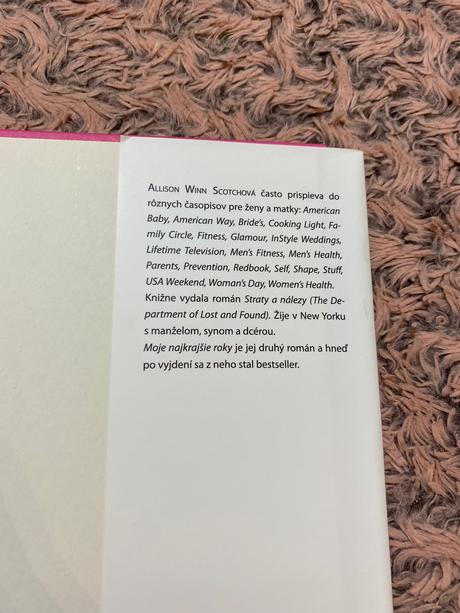 ALLISON WINN SCOTCHOVÁ často prispieva do
rôznych časopisov pre ženy a matky: American
Baby, American Way, Bride's, Cooking Light, Fa-
mily Circle, Fitness, Glamour, InStyle Weddings,
Lifetime Television, Men's Fitness, Men's Health,
Parents, Prevention, Redbook, Self, Shape, Stuff,
USA Weekend, Woman's Day, Women's Health.
Knižne vydala román Straty a nálezy (The De-
partment of Lost and Found). Žije v New Yorku
s manželom, synom a dcérou.
Moje najkrajšie roky je jej druhý román a hneď
po vyjdení sa z neho stal bestseller.